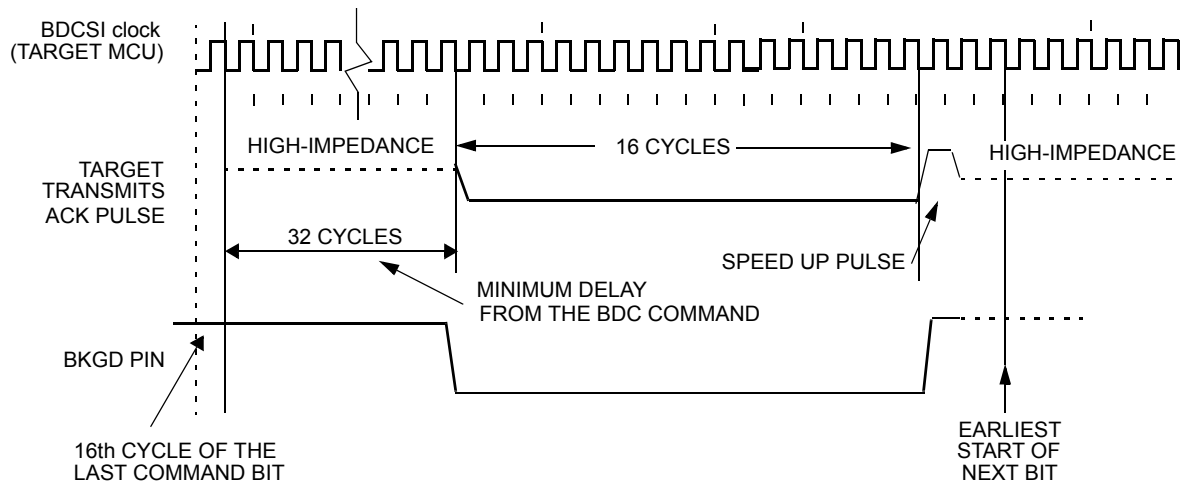 BDCSI clock
(TARGET MCU)
HIGH-IMPEDANCE
16 CYCLES
HIGH-IMPEDANCE
TARGET
TRANSMITS
ACK PULSE
32 CYCLES
SPEED UP PULSE
MINIMUM DELAY
FROM THE BDC COMMAND
BKGD PIN
16th CYCLE OF THE
LAST COMMAND BIT
EARLIEST
START OF
NEXT BIT